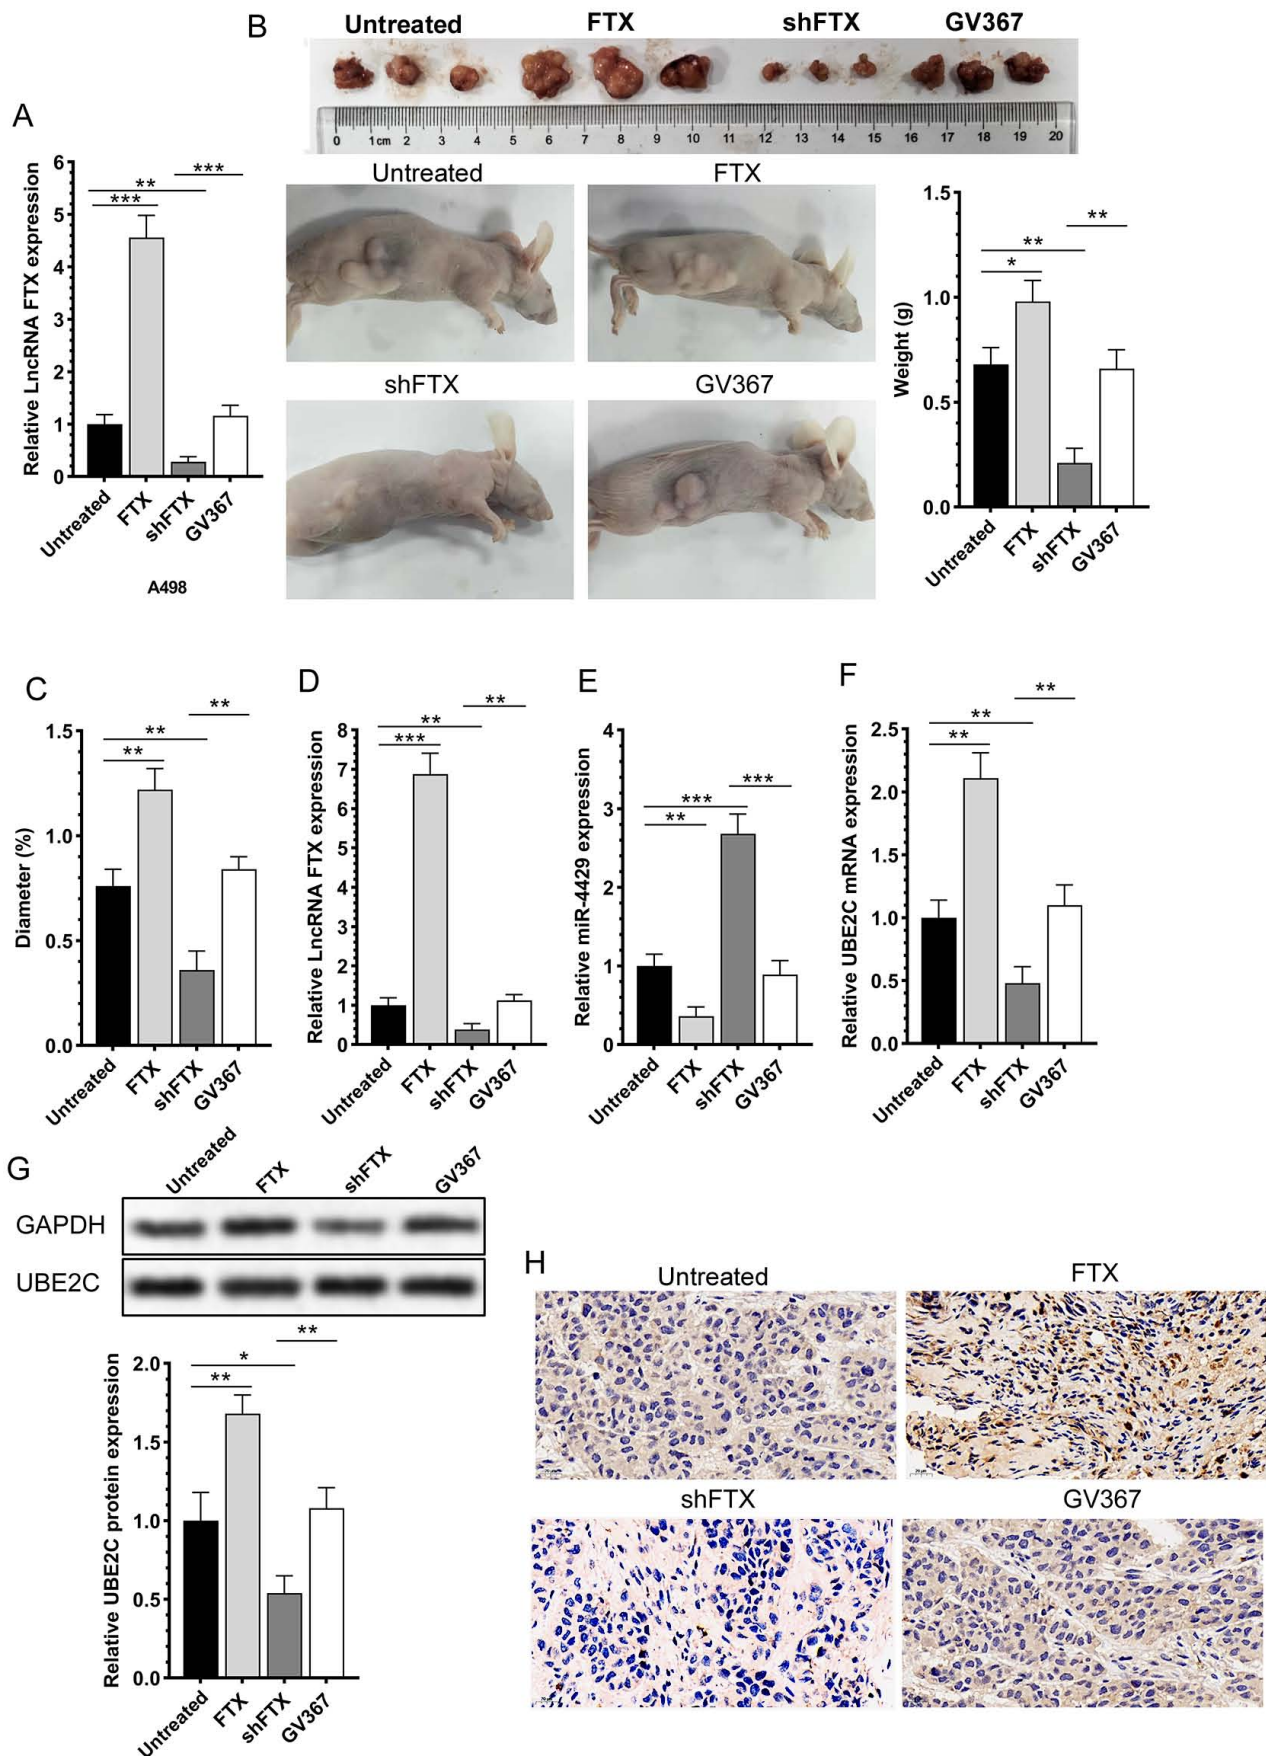 B
Untreated FTX shFTX GV367
0 1cm 2 3 4 5 6 7 8 9 10 11 12 13 14 15 16 17 18 19 20
A
Relative LncRNA FTX expression
6
5
4
3
2
1
0
***
**
***
Untreated FTX shFTX GV367
A498
Untreated FTX
shFTX GV367
Weight (g)
1.5
1.0
0.5
0.0
**
**
*
Untreated FTX shFTX GV367
C
Diameter (%)
1.5
1.0
0.5
0.0
**
**
**
Untreated FTX shFTX GV367
D
Relative LncRNA FTX expression
8
7
6
5
4
3
2
1
0
**
**
***
Untreated FTX shFTX GV367
E
Relative miR-4429 expression
4
3
2
1
0
***
***
**
Untreated FTX shFTX GV367
F
Relative UBE2C mRNA expression
2.5
2.0
1.5
1.0
0.5
0.0
**
**
**
Untreated FTX shFTX GV367
G
Untreated FTX shFTX GV367
GAPDH
UBE2C
Relative UBE2C protein expression
2.0
1.5
1.0
0.5
0.0
**
*
**
Untreated FTX shFTX GV367
H
Untreated FTX
shFTX GV367